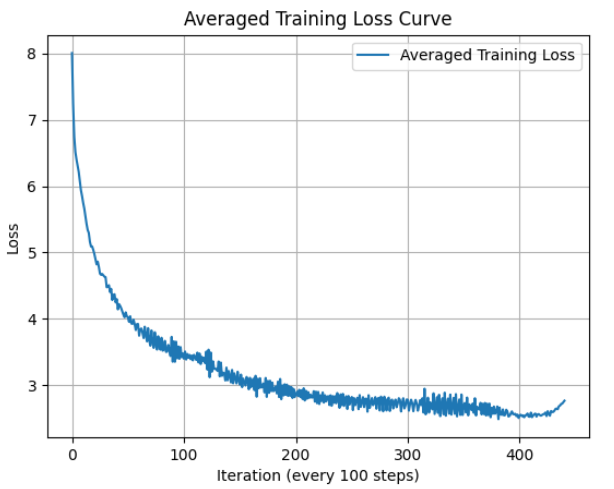 Averaged Training Loss Curve
Averaged Training Loss
8
7
6
5
4
3
Loss
0 100 200 300 400
Iteration (every 100 steps)